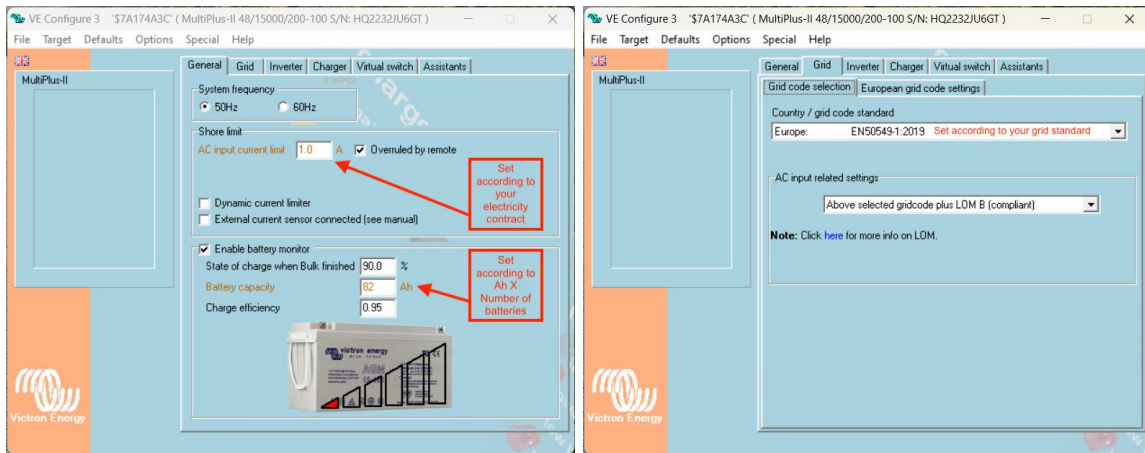 VE Configure 3 '$7A174A3C' ( MultiPlus-II 48/15000/200-100 S/N: HQ2232JU6GT )
File Target Defaults Options Special Help
MultiPlus-II
General Grid Inverter Charger Virtual switch Assistants
System frequency
50Hz 60Hz
Shore limit
AC input current limit 1.0 A Overruled by remote
Set
according to
your
electricity
contract
Dynamic current limiter
External current sensor connected (see manual)
Enable battery monitor
State of charge when Bulk finished 90.0 %
Battery capacity 82 Ah
Charge efficiency 0.95
Set
according to
Ah X
Number of
batteries
victron energy
AGM
Victron Energy
VE Configure 3 '$7A174A3C' ( MultiPlus-II 48/15000/200-100 S/N: HQ2232JU6GT )
File Target Defaults Options Special Help
MultiPlus-II
General Grid Inverter Charger Virtual switch Assistants
Grid code selection European grid code settings
Country / grid code standard
Europe: EN50549-1:2019 Set according to your grid standard
AC input related settings
Above selected gridcode plus LOM B (compliant)
Note: Click here for more info on LOM.
Victron Energy